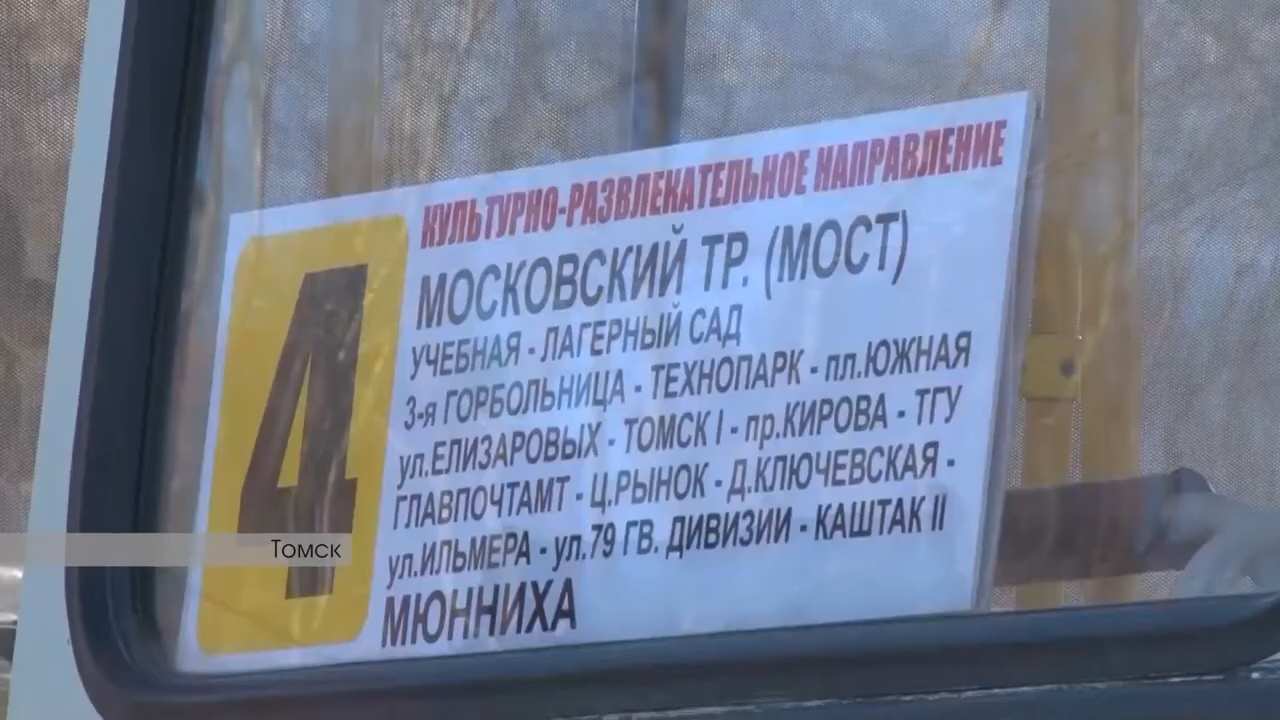 КУЛЬТУРНО-РАЗВЛЕКАТЕЛЬНОЕ НАПРАВЛЕНИЕ
4
МОСКОВСКИЙ ТР. (МОСТ)
УЧЕБНАЯ - ЛАГЕРНЫЙ САД
3-я ГОРБОЛЬНИЦА - ТЕХНОПАРК - пл.ЮЖНАЯ
ул.ЕЛИЗАРОВЫХ - ТОМСК I - пр.КИРОВА - ТГУ
ГЛАВПОЧТАМТ - Ц.РЫНОК - Д.КЛЮЧЕВСКАЯ -
ул.ИЛЬМЕРА - ул.79 ГВ. ДИВИЗИИ - КАШТАК II
МЮННИХА
Томск